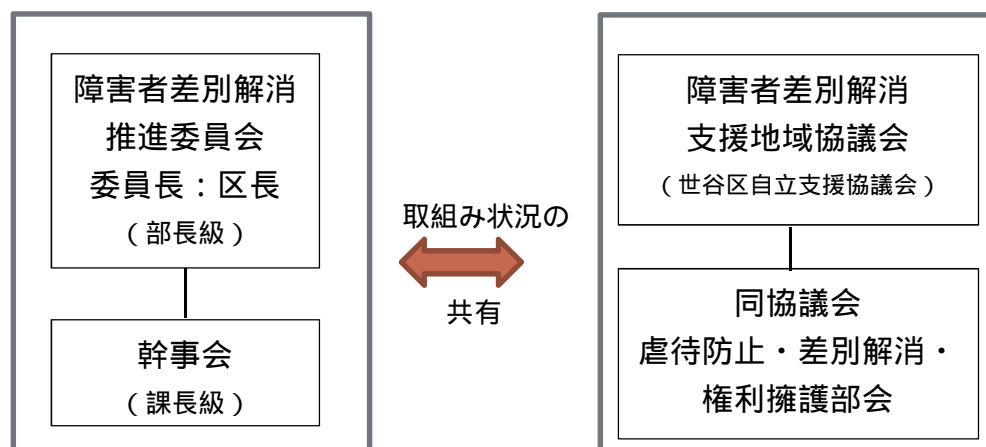 障害者差別解消
推進委員会
委員長：区長
（部長級）
幹事会
（課長級）
取組み状況の
共有
障害者差別解消
支援地域協議会
（世谷区自立支援協議会）
同協議会
虐待防止・差別解消・
権利擁護部会